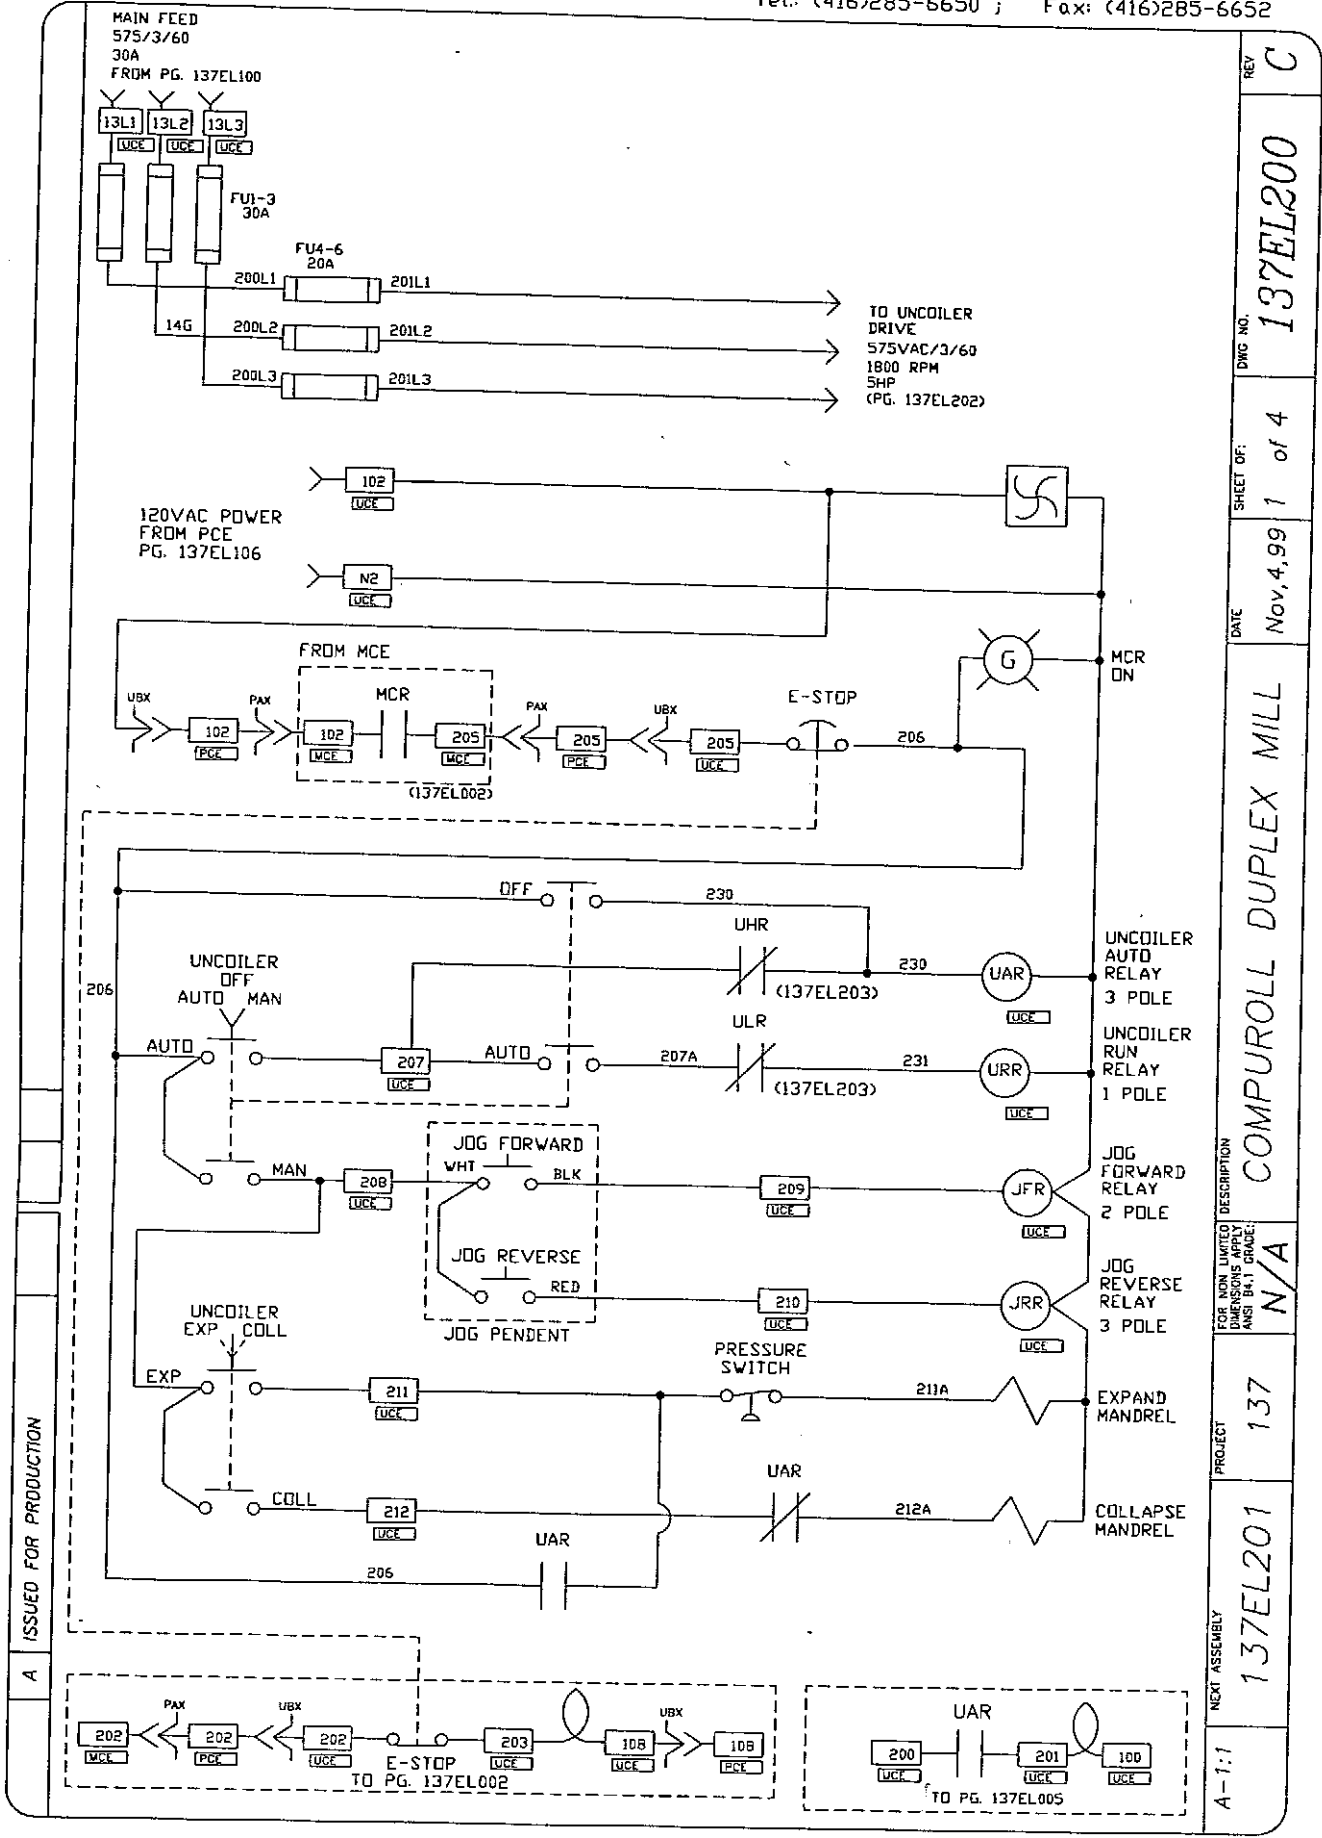 Tel.: (416)285-6650 ; Fax: (416)285-6652
MAIN FEED
575/3/60
30A
FROM PG. 137EL100
13L1 13L2 13L3
UCE UCE UCE
FU1-3
30A
FU4-6
20A
200L1 201L1
14G 200L2 201L2
200L3 201L3
TO UNCOILER
DRIVE
575VAC/3/60
1800 RPM
5HP
(PG. 137EL202)
102
UCE
120VAC POWER
FROM PCE
PG. 137EL106
N2
UCE
FROM MCE
G
MCR
ON
MCR
E-STOP
UBX PAX PAX UBX
102 102 205 205 205 206
PCE MCE MCE PCE UCE
(137EL002)
OFF 230
UHR
UNCOILER
OFF
AUTO MAN
206
230 UAR
(137EL203)
UCE
UNCOILER
AUTO
RELAY
3 POLE
ULR
AUTO 207 AUTO 207A 231 URR
UCE (137EL203) UCE
UNCOILER
RUN
RELAY
1 POLE
JOG FORWARD
MAN 208 WHT BLK 209 JFR
UCE UCE UCE
JOG
FORWARD
RELAY
2 POLE
JOG REVERSE
RED 210 JRR
UCE UCE
JOG PENDENT
JOG
REVERSE
RELAY
3 POLE
UNCOILER
EXP COLL
PRESSURE
SWITCH
EXP 211 211A
UCE
EXPAND
MANDREL
UAR
COLL 212 212A
UCE
COLLAPSE
MANDREL
UAR
206
PAX UBX UBX
202 202 202 203 108 108
MCE PCE UCE E-STOP UCE UCE PCE
TO PG. 137EL002
UAR
200 201 100
UCE UCE UCE
TO PG. 137EL005
A ISSUED FOR PRODUCTION
A-1:1
NEXT ASSEMBLY
137EL201
PROJECT
137
FOR NON LIMITED
DIMENSIONS APPLY
ANSI B4.1 GRADE:
N/A
DESCRIPTION
COMPUROLL DUPLEX MILL
DATE
Nov,4,99
SHEET OF:
1 of 4
DWG NO.
137EL200
REV
C